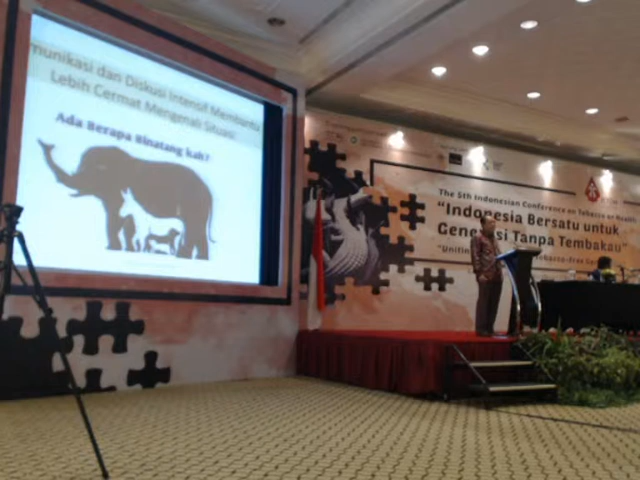 munikasi dan Diskusi Intensif Membantu
Lebih Cermat Mengenali Situasi
Ada Berapa Binatang kah?
The 5th Indonesian Conference on Tobacco or Health
"Indonesia Bersatu untuk
Generasi Tanpa Tembakau"